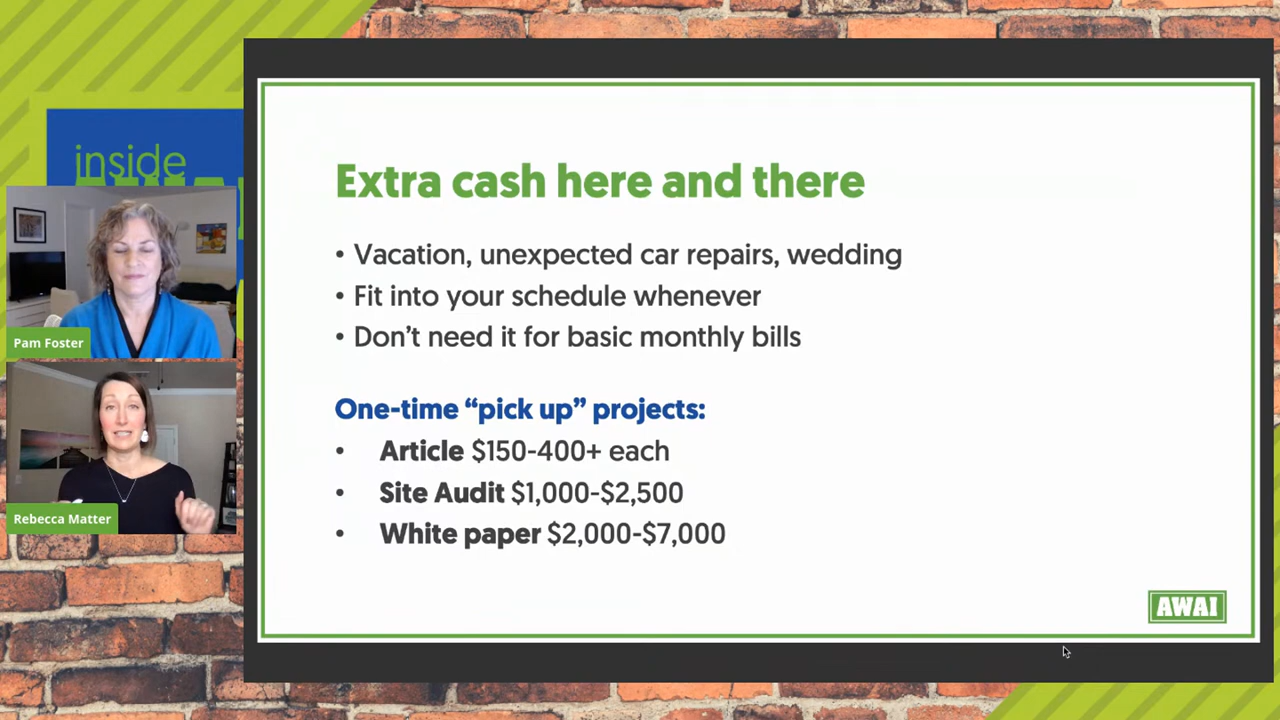 inside
Pam Foster
Rebecca Matter
Extra cash here and there
• Vacation, unexpected car repairs, wedding
• Fit into your schedule whenever
• Don’t need it for basic monthly bills
One-time “pick up” projects:
• Article $150-400+ each
• Site Audit $1,000-$2,500
• White paper $2,000-$7,000
AWAI